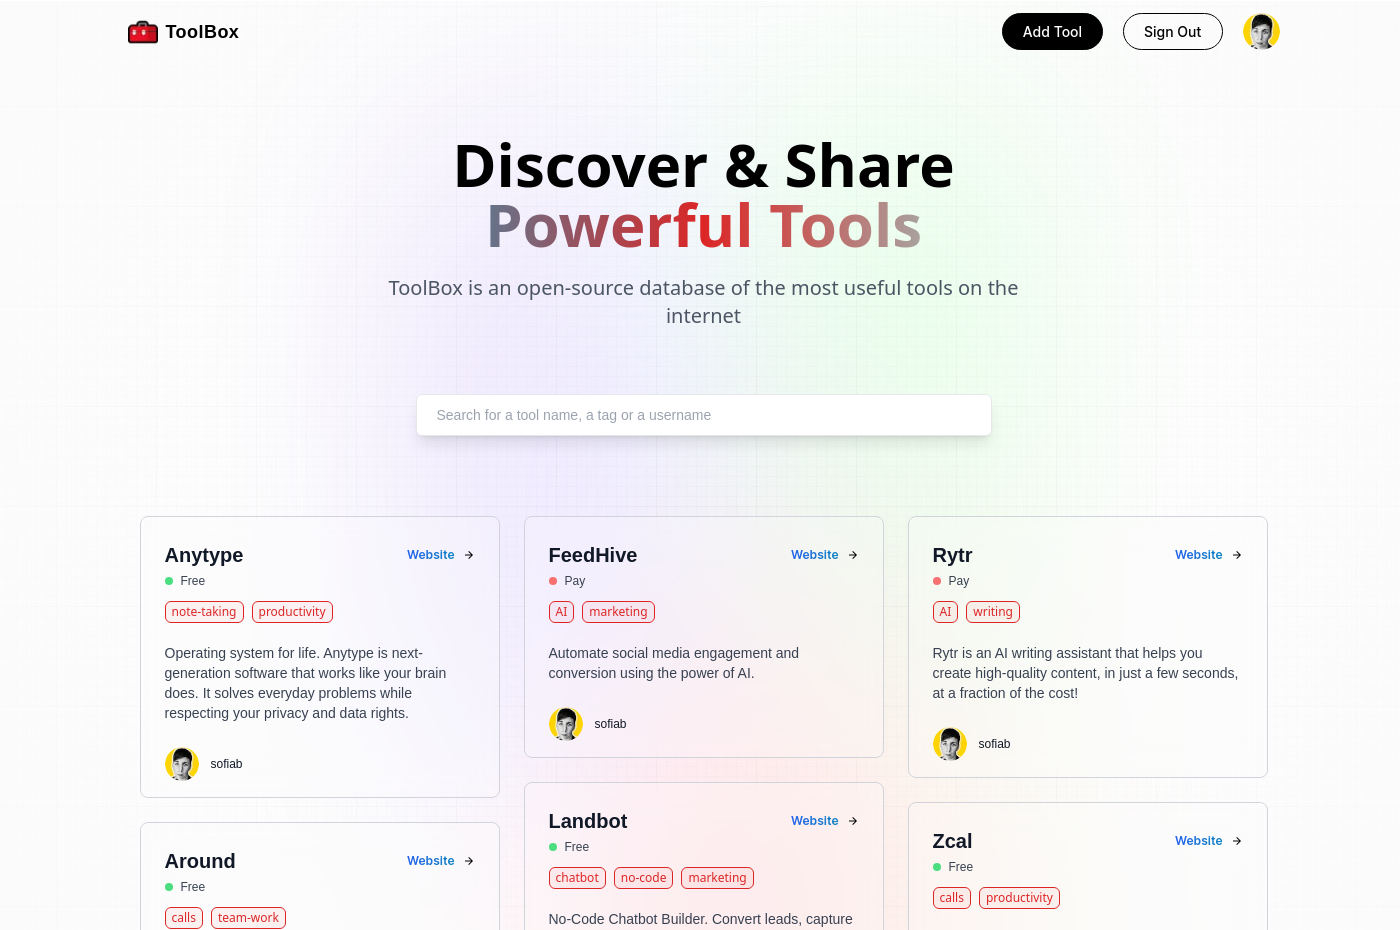 ToolBox
Add Tool
Sign Out
Discover & Share
Powerful Tools
ToolBox is an open-source database of the most useful tools on the
internet
Search for a tool name, a tag or a username
Anytype
Website
Free
note-taking
productivity
Operating system for life. Anytype is next-
generation software that works like your brain
does. It solves everyday problems while
respecting your privacy and data rights.
sofiab
FeedHive
Website
Pay
AI
marketing
Automate social media engagement and
conversion using the power of AI.
sofiab
Rytr
Website
Pay
AI
writing
Rytr is an AI writing assistant that helps you
create high-quality content, in just a few seconds,
at a fraction of the cost!
sofiab
Around
Website
Free
calls
team-work
Landbot
Website
Free
chatbot
no-code
marketing
No-Code Chatbot Builder. Convert leads, capture
Zcal
Website
Free
calls
productivity